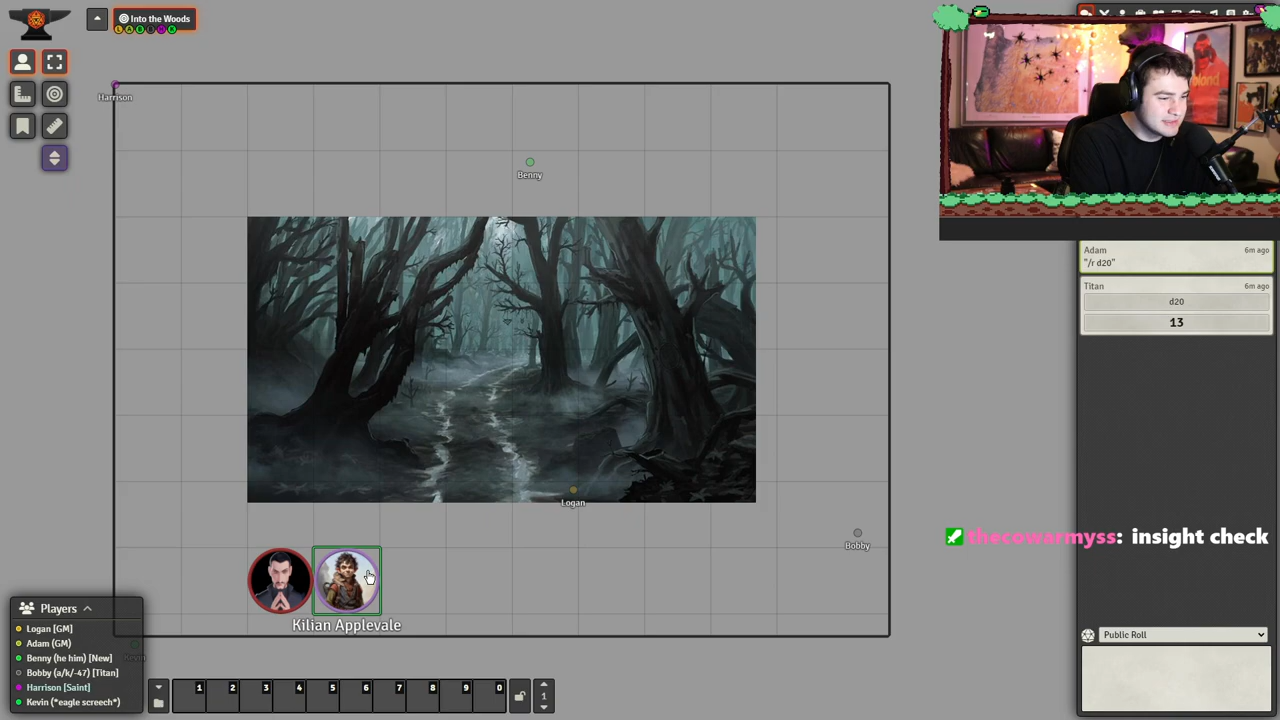 Into the Woods
L A B B H K
Harrison
Benny
Logan
Bobby
Kilian Applevale
Players
Logan [GM]
Adam (GM)
Benny (he him) [New]
Bobby (a/k/-47) [Titan]
Harrison [Saint]
Kevin (*eagle screech*)
1 2 3 4 5 6 7 8 9 0
1
Adam 6m ago
"/r d20"
Titan 6m ago
d20
13
thecowarmyss: insight check
Public Roll